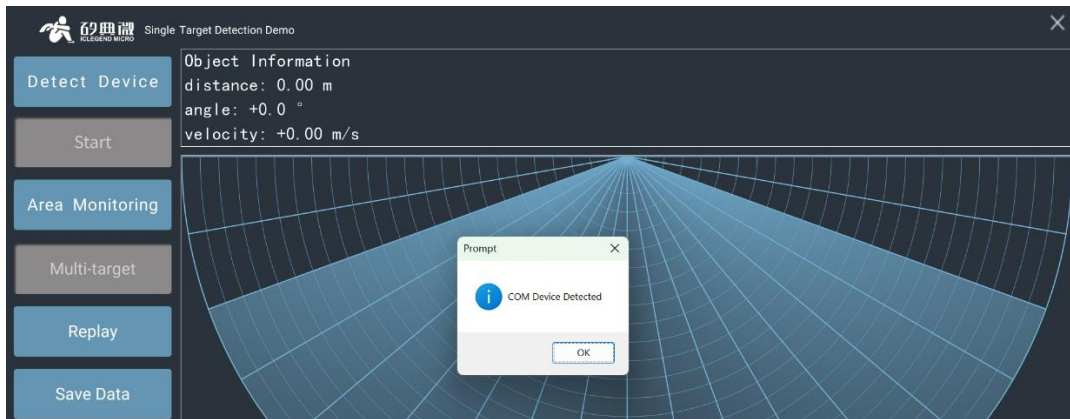 矽典微
ICLEGEND MICRO
Single Target Detection Demo
Detect Device
Start
Area Monitoring
Multi-target
Replay
Save Data
Object Information
distance: 0.00 m
angle: +0.0 °
velocity: +0.00 m/s
Prompt
COM Device Detected
OK